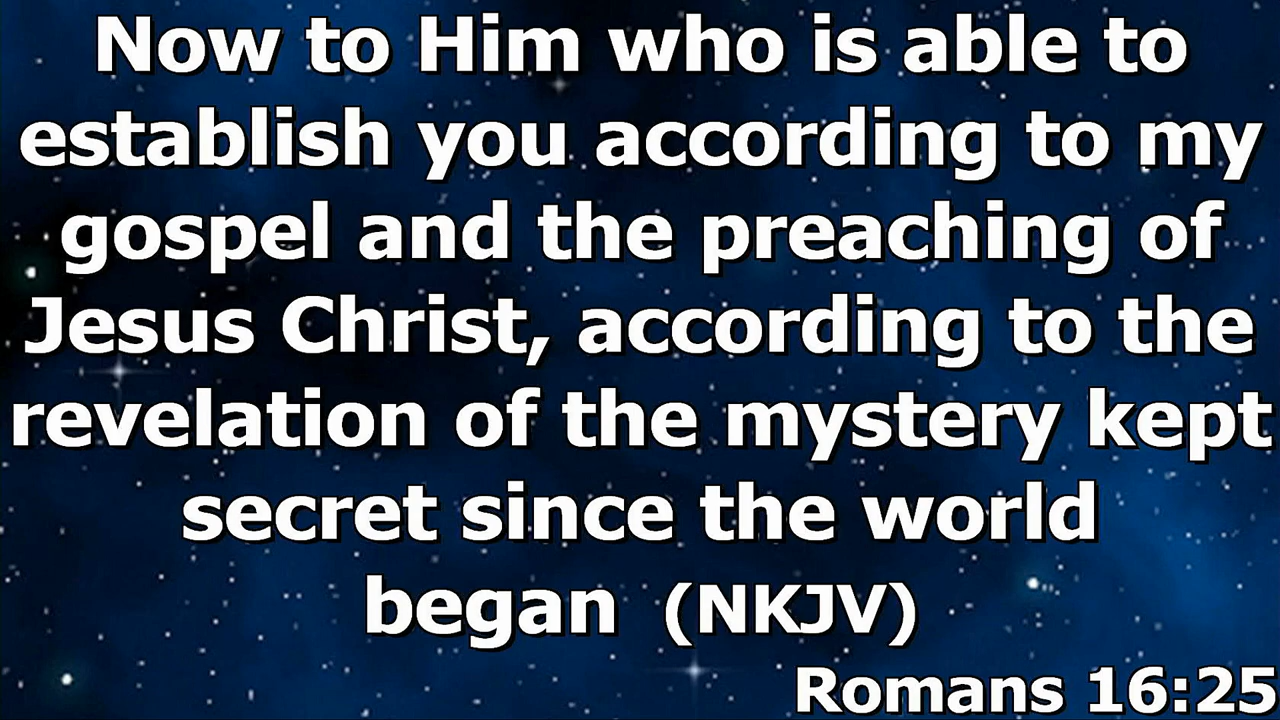 Now to Him who is able to
establish you according to my
gospel and the preaching of
Jesus Christ, according to the
revelation of the mystery kept
secret since the world
began (NKJV)
Romans 16:25